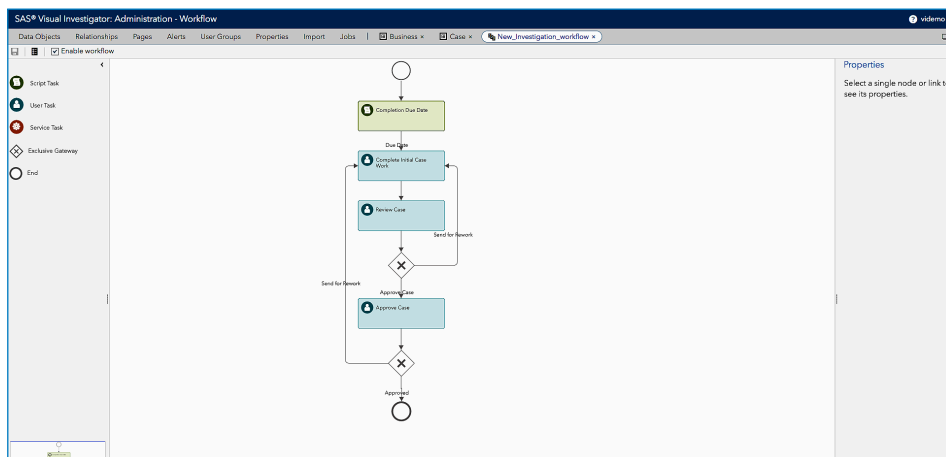 SAS® Visual Investigator: Administration - Workflow
videmo
Data Objects Relationships Pages Alerts User Groups Properties Import Jobs Business × Case × New_Investigation_workflow ×
Enable workflow
Script Task
User Task
Service Task
Exclusive Gateway
End
Completion Due Date
Due Date
Complete Initial Case
Work
Review Case
Send for Rework
Send for Rework
Approve Case
Approve Case
Approved
Properties
Select a single node or link t
see its properties.